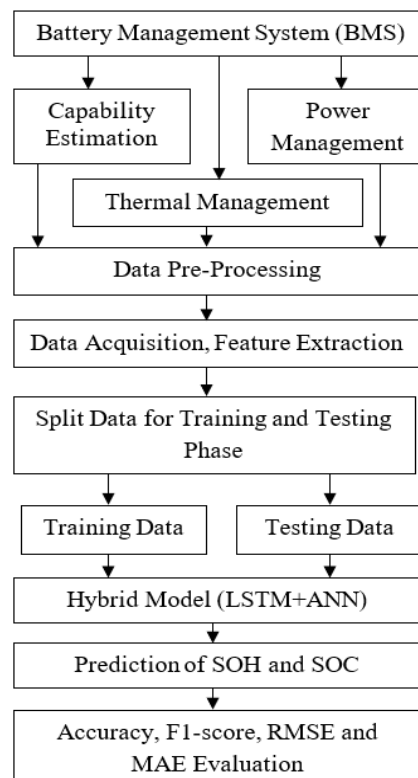 Battery Management System (BMS)
Capability
Estimation
Power
Management
Thermal Management
Data Pre-Processing
Data Acquisition, Feature Extraction
Split Data for Training and Testing
Phase
Training Data
Testing Data
Hybrid Model (LSTM+ANN)
Prediction of SOH and SOC
Accuracy, F1-score, RMSE and
MAE Evaluation